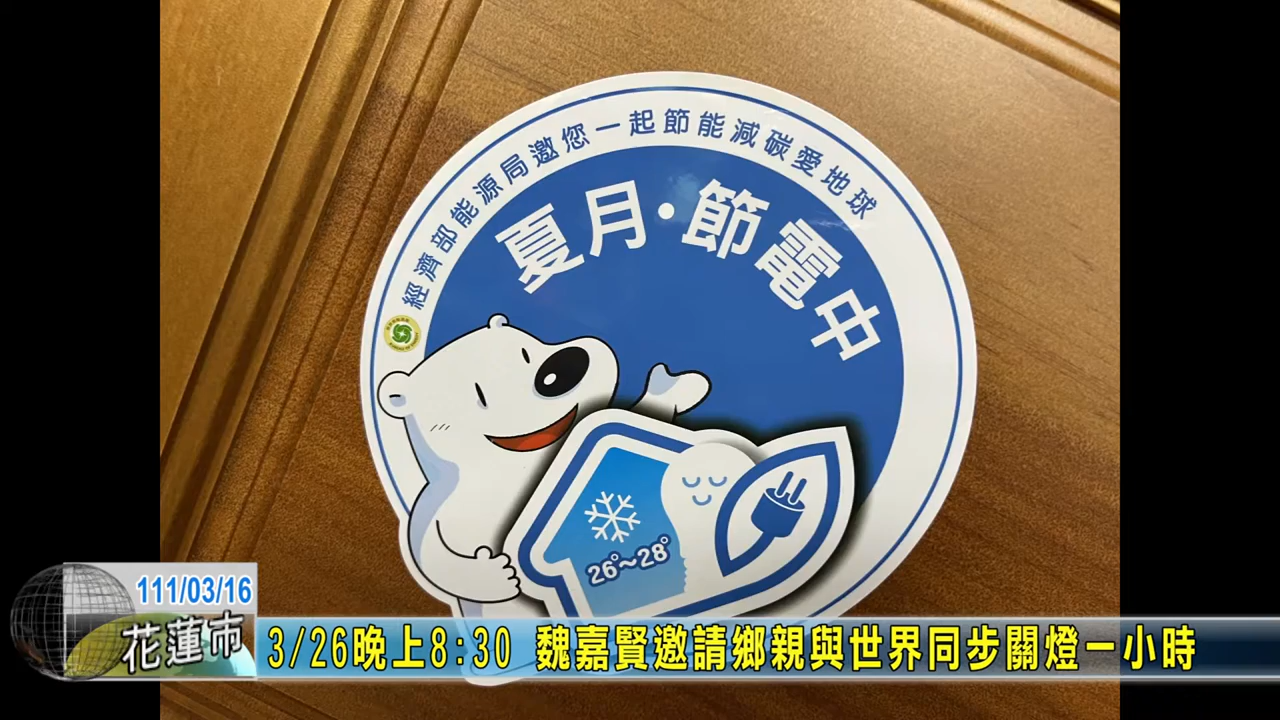 經濟部能源局邀您一起節能減碳愛地球
夏月·節電中
26°~28°
111/03/16
花蓮市
3/26晚上8:30 魏嘉賢邀請鄉親與世界同步關燈一小時